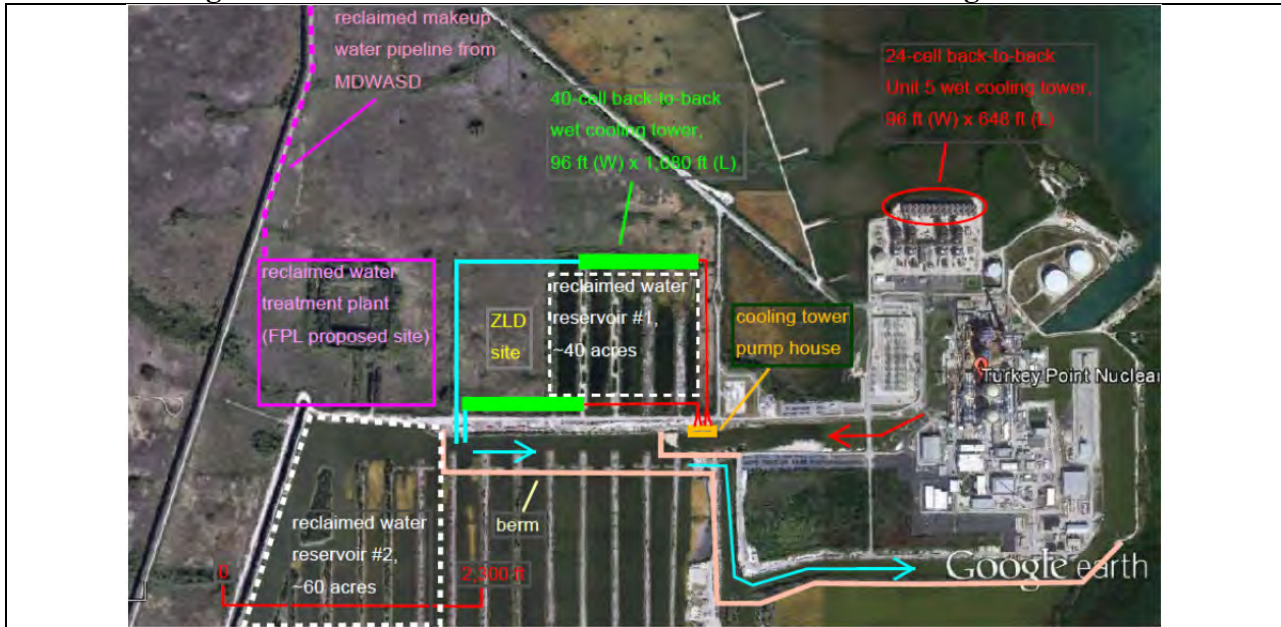 reclaimed makeup
water pipeline from
MDWASD
24-cell back-to-back
Unit 5 wet cooling tower,
96 ft (W) x 648 ft (L)
40-cell back-to-back
wet cooling tower,
96 ft (W) x 1,680 ft (L)
reclaimed water
treatment plant
(FPL proposed site)
ZLD
site
reclaimed water
reservoir #1,
~40 acres
cooling tower
pump house
Turkey Point Nuclear
berm
reclaimed water
reservoir #2,
~60 acres
0
2,300 ft
Google earth